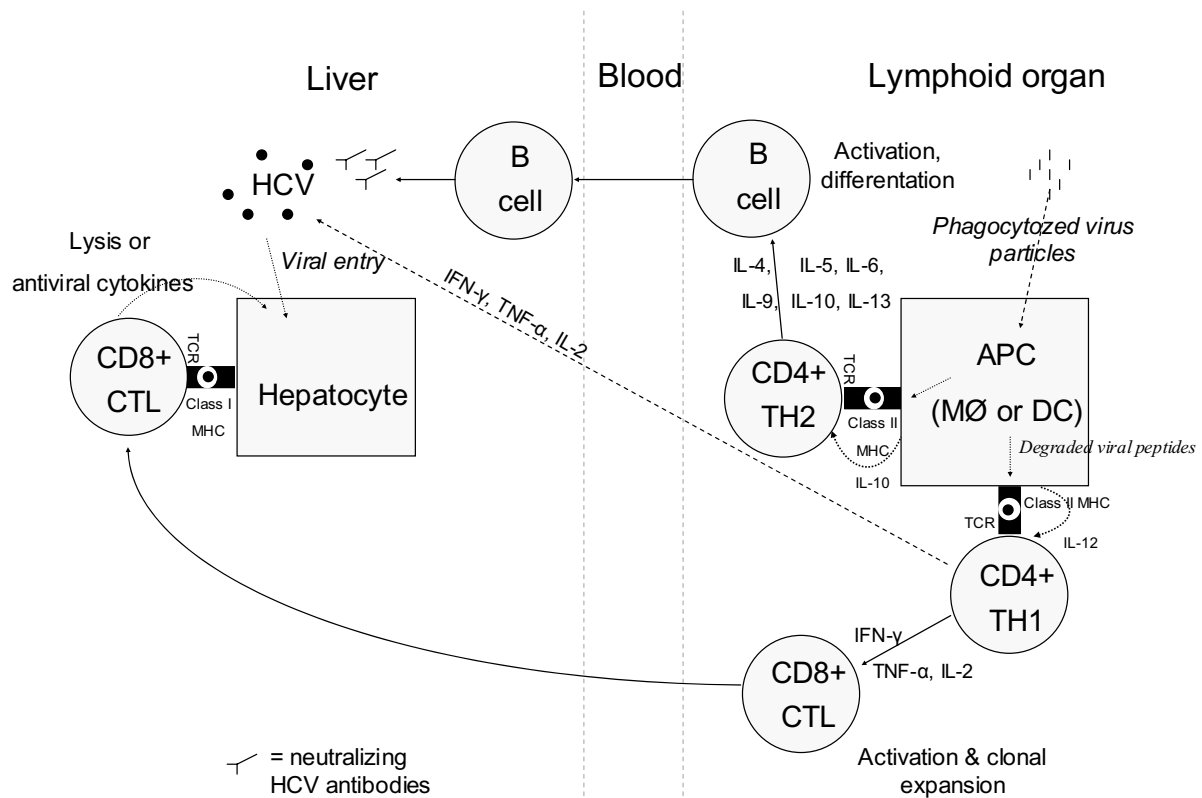 Liver
Blood
Lymphoid organ
B
cell
B
cell
Activation,
differentation
HCV
Phagocytozed virus
particles
Lysis or
antiviral cytokines
Viral entry
IFN-γ, TNF-α, IL-2
IL-4, IL-5, IL-6,
IL-9, IL-10, IL-13
CD8+
CTL
TCR
Class I
MHC
Hepatocyte
CD4+
TH2
TCR
Class II
MHC
IL-10
APC
(MØ or DC)
Degraded viral peptides
TCR
Class II MHC
IL-12
CD4+
TH1
IFN-γ
TNF-α, IL-2
CD8+
CTL
= neutralizing
HCV antibodies
Activation & clonal
expansion